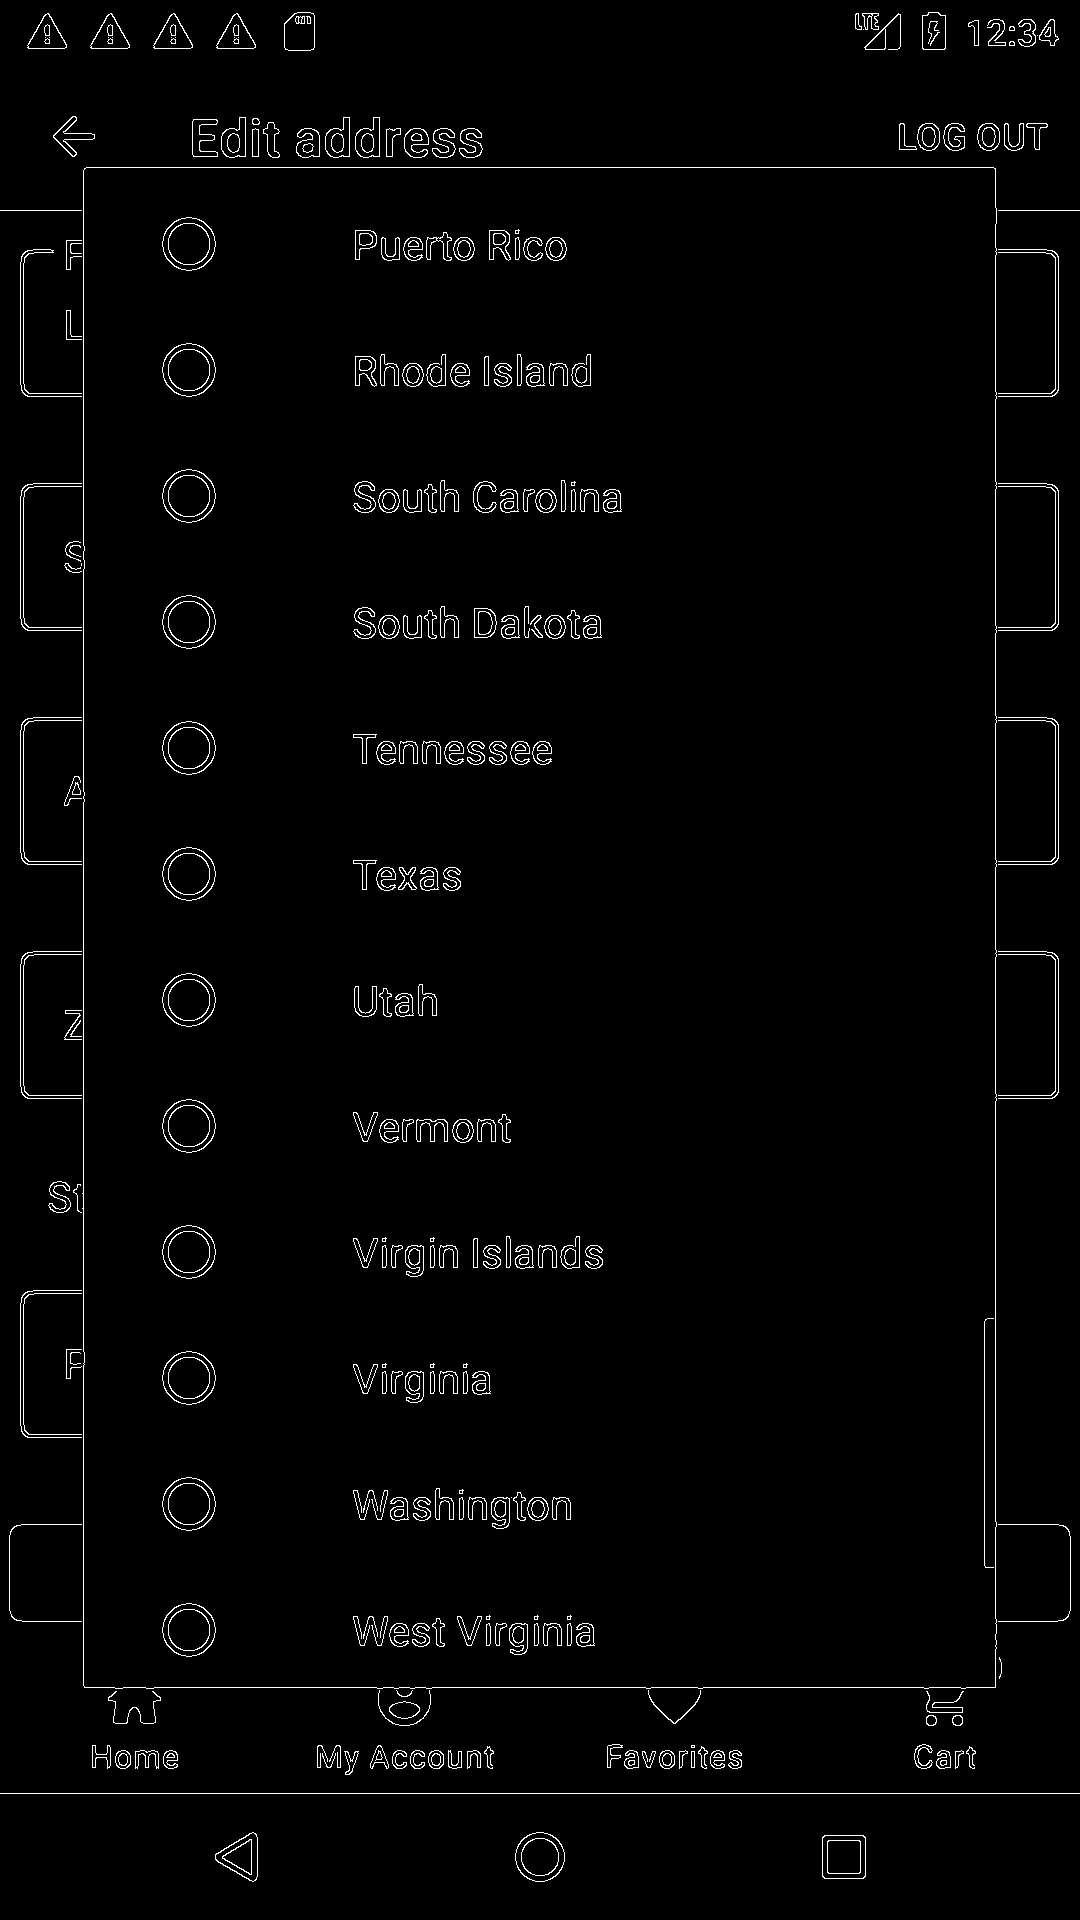 LTE 12:34
Edit address LOG OUT
Puerto Rico
Rhode Island
South Carolina
South Dakota
Tennessee
Texas
Utah
Vermont
Virgin Islands
Virginia
Washington
West Virginia
Home My Account Favorites Cart